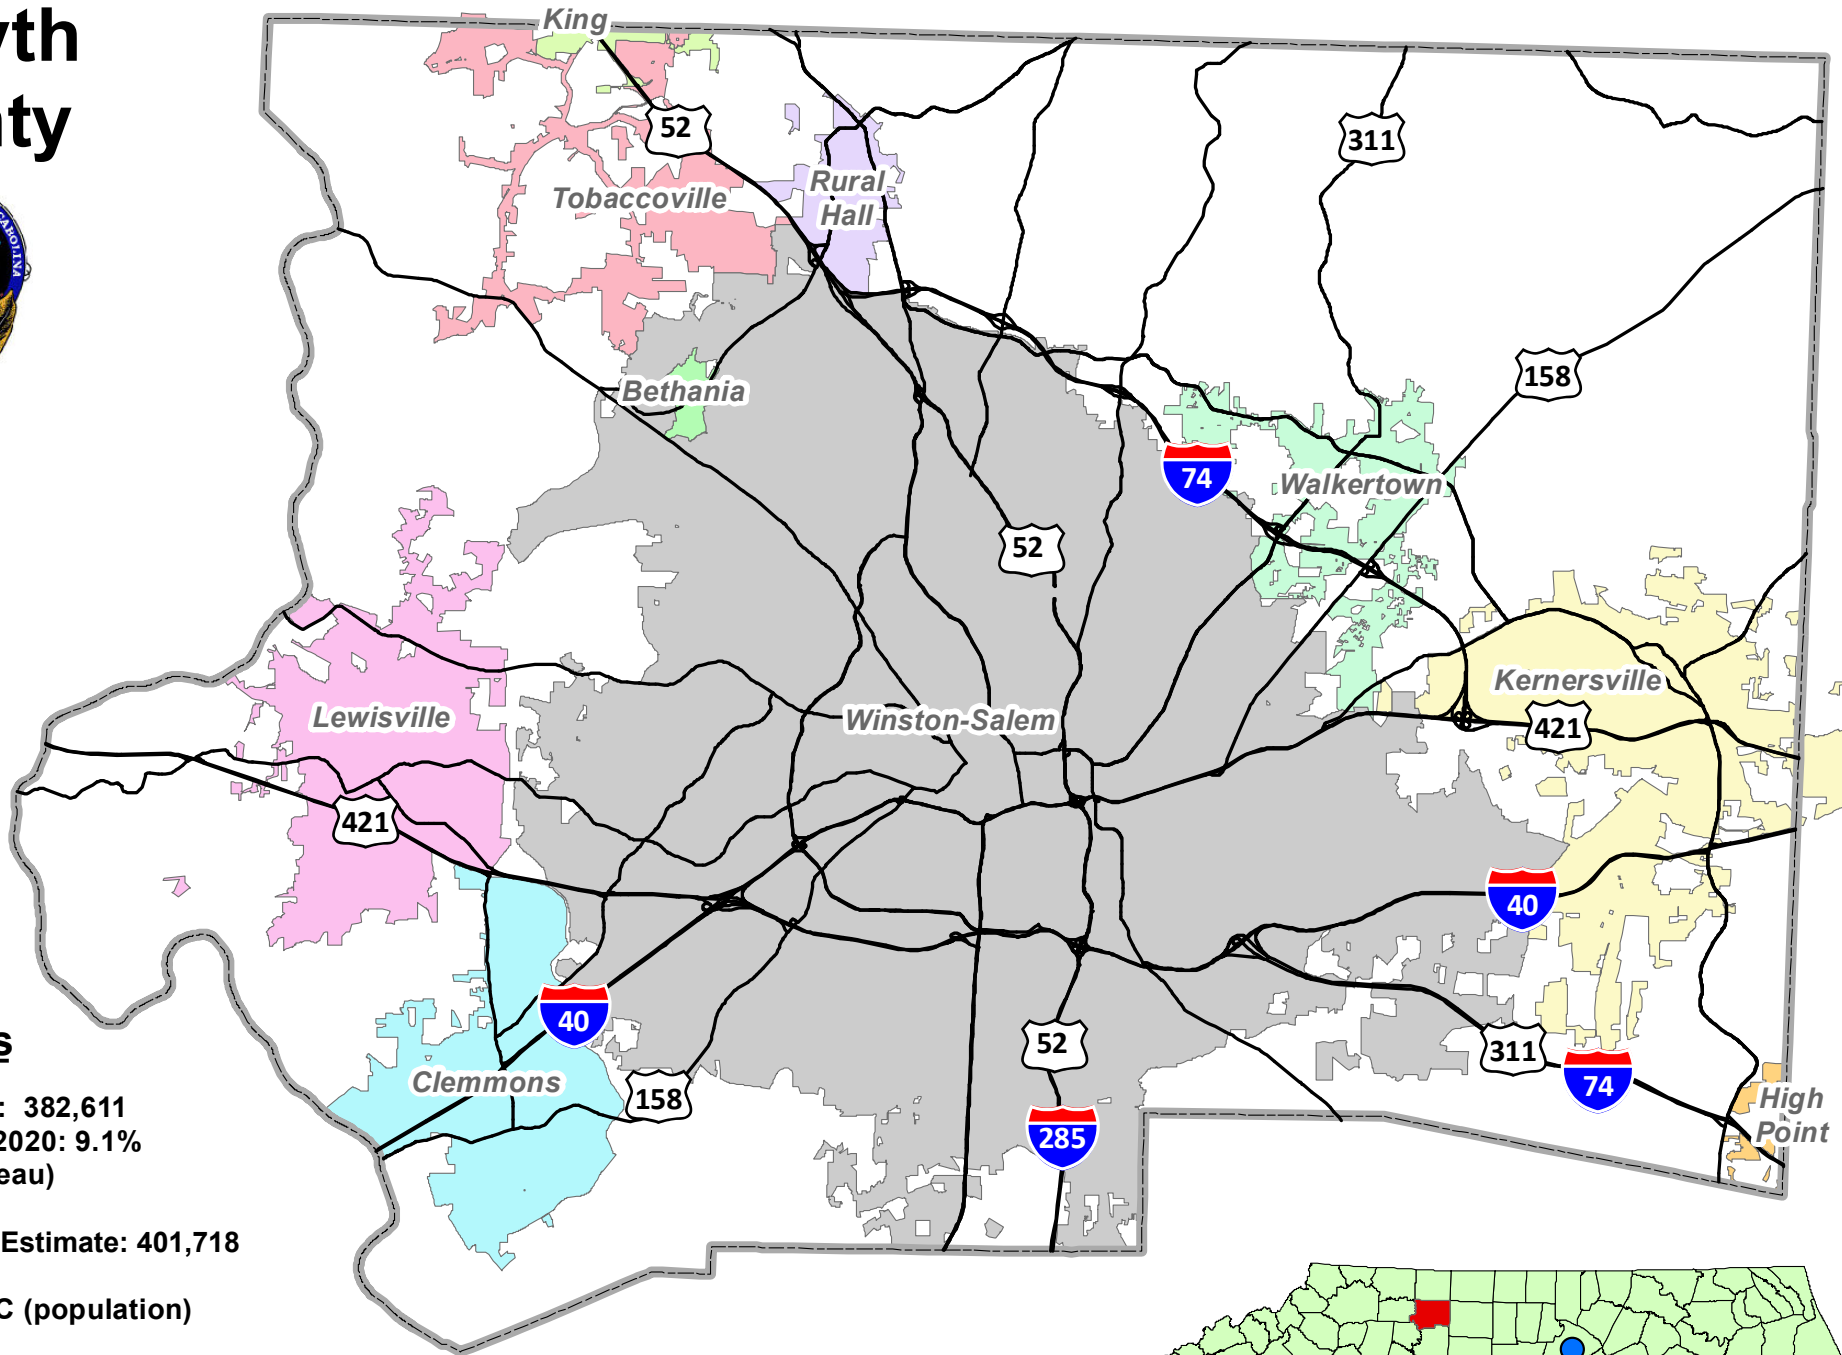 yth
nty
CAROLINA
King
52
311
Tobaccoville
Rural
Hall
158
Bethania
74
Walkertown
52
Kernersville
Lewisville
Winston-Salem
421
421
40
40
52
311
74
Clemmons
158
High
Point
285
s
: 382,611
2020: 9.1%
eau)
Estimate: 401,718
C (population)